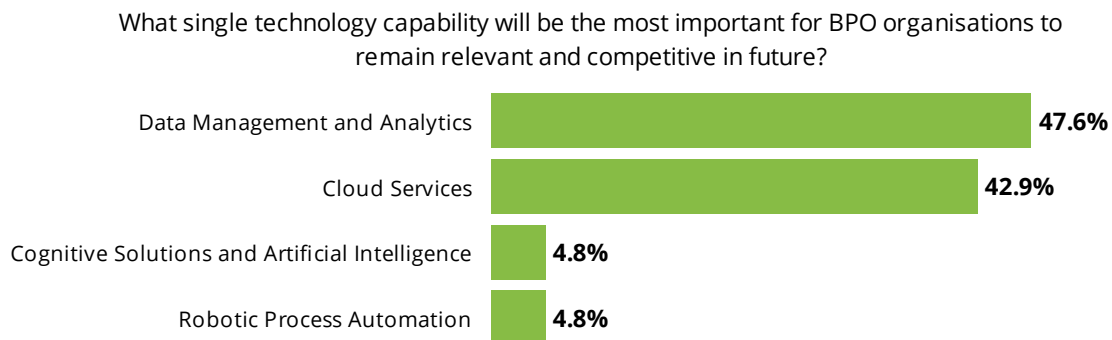 What single technology capability will be the most important for BPO organisations to
remain relevant and competitive in future?
Data Management and Analytics 47.6%
Cloud Services 42.9%
Cognitive Solutions and Artificial Intelligence 4.8%
Robotic Process Automation 4.8%